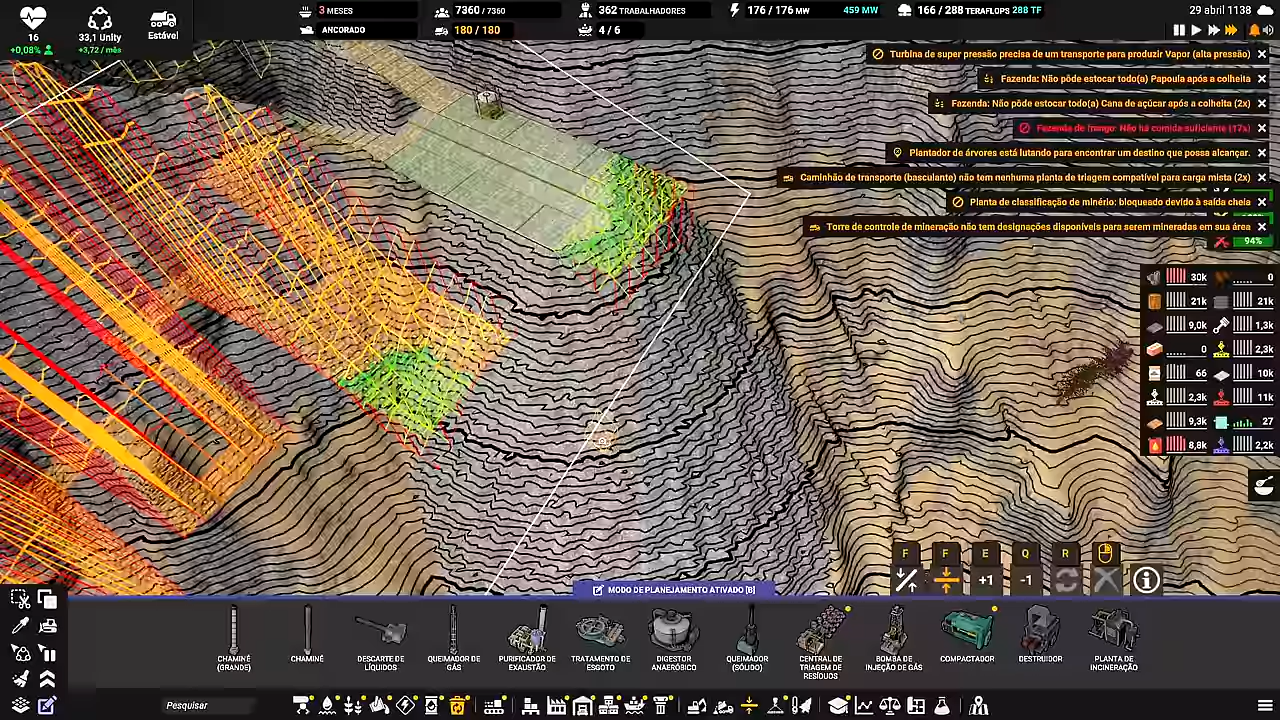 16
+0,08%
33,1 Unity
+3,72 / mês
Estável
3 MESES
ANCORADO
7360 / 7360
180 / 180
362 TRABALHADORES
4 / 6
176 / 176 MW
459 MW
166 / 288 TERAFLOPS 288 TF
29 abril 1138
Turbina de super pressão precisa de um transporte para produzir Vapor (alta pressão)
Fazenda: Não pôde estocar todo(a) Papoula após a colheita
Fazenda: Não pôde estocar todo(a) Cana de açúcar após a colheita (2x)
Fazenda de frango: Não há comida suficiente (17x)
Plantador de árvores está lutando para encontrar um destino que possa alcançar.
Caminhão de transporte (basculante) não tem nenhuma planta de triagem compatível para carga mista (2x)
Planta de classificação de minério: bloqueado devido à saída cheia
Torre de controle de mineração não tem designações disponíveis para serem mineradas em sua área
94%
30k
0
21k
21k
9,0k
1,3k
0
2,3k
66
10k
2,3k
11k
9,3k
27
8,8k
2,2k
F
F
E
Q
R
+1
-1
MODO DE PLANEJAMENTO ATIVADO [B]
CHAMINÉ (GRANDE)
CHAMINÉ
DESCARTE DE LÍQUIDOS
QUEIMADOR DE GÁS
PURIFICADOR DE EXAUSTÃO
TRATAMENTO DE ESGOTO
DIGESTOR ANAERÓBICO
QUEIMADOR (SÓLIDO)
CENTRAL DE TRIAGEM DE RESÍDUOS
BOMBA DE INJEÇÃO DE GÁS
COMPACTADOR
DESTRUIDOR
PLANTA DE INCINERAÇÃO
Pesquisar